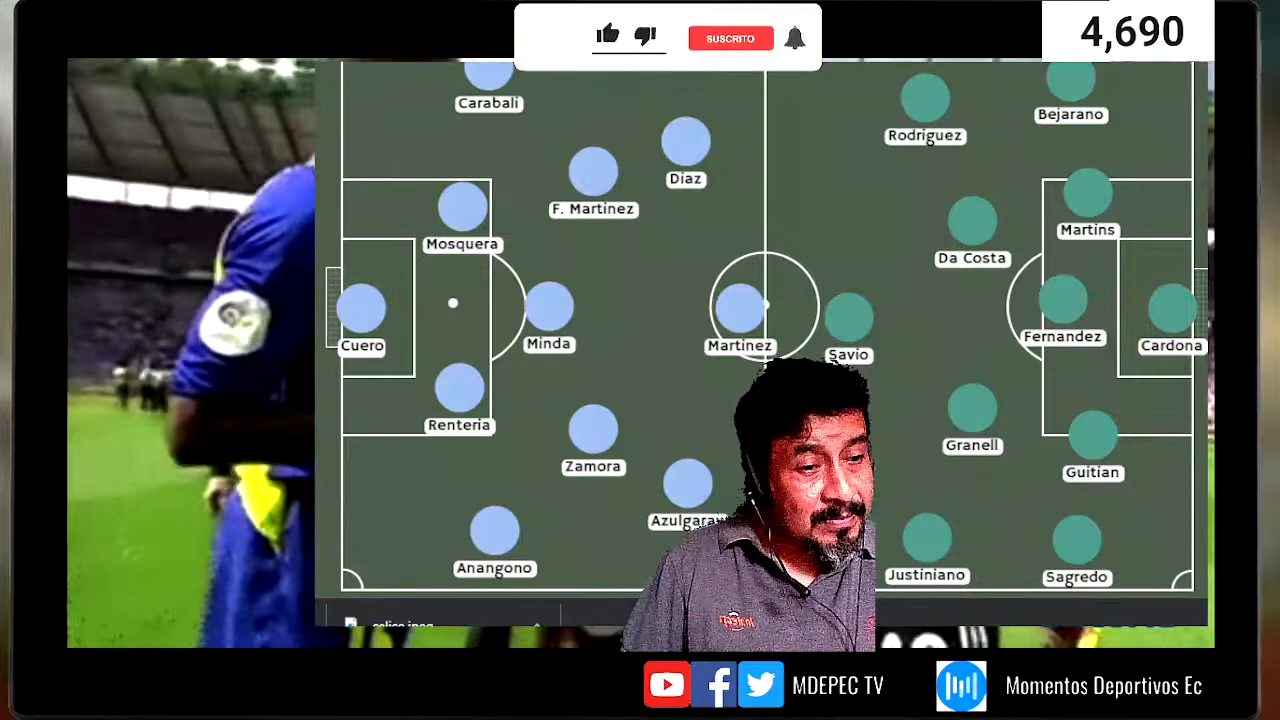 SUSCRITO
4,690
Carabali
Rodriguez
Bejarano
Diaz
F. Martinez
Mosquera
Martins
Da Costa
Cuero
Minda
Martinez
Savio
Fernandez
Cardona
Renteria
Zamora
Granell
Guitian
Azulgara
Anangono
Justiniano
Sagredo
MDEPEC TV
Momentos Deportivos Ec